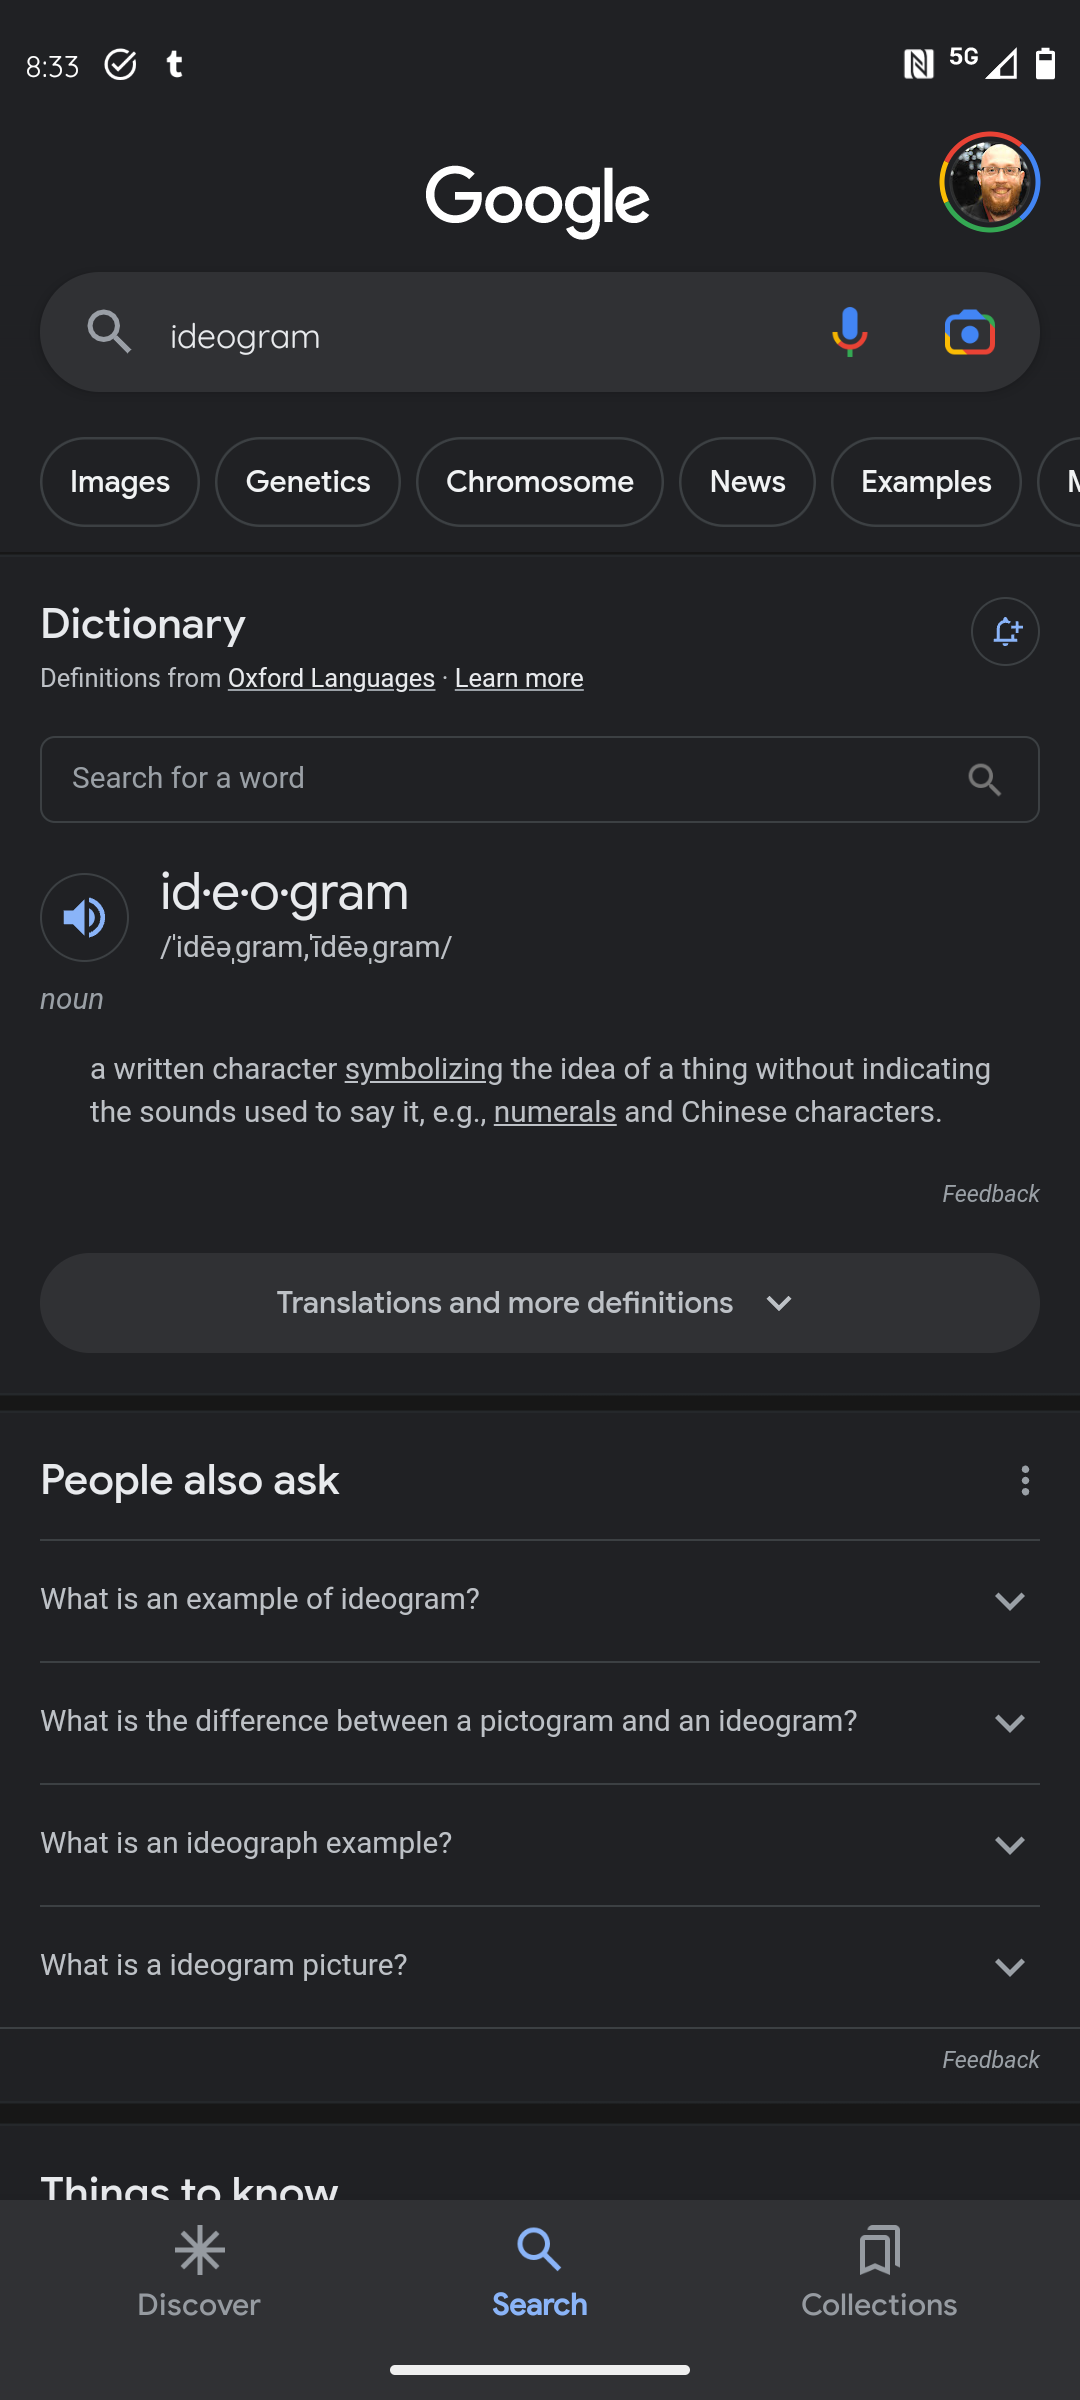 8:33 t 5G
Google
ideogram
Images Genetics Chromosome News Examples
Dictionary
Definitions from Oxford Languages · Learn more
Search for a word
id·e·o·gram
/ˈidēəˌgram,ˈīdēəˌgram/
noun
a written character symbolizing the idea of a thing without indicating
the sounds used to say it, e.g., numerals and Chinese characters.
Feedback
Translations and more definitions
People also ask
What is an example of ideogram?
What is the difference between a pictogram and an ideogram?
What is an ideograph example?
What is a ideogram picture?
Feedback
Things to know
Discover Search Collections